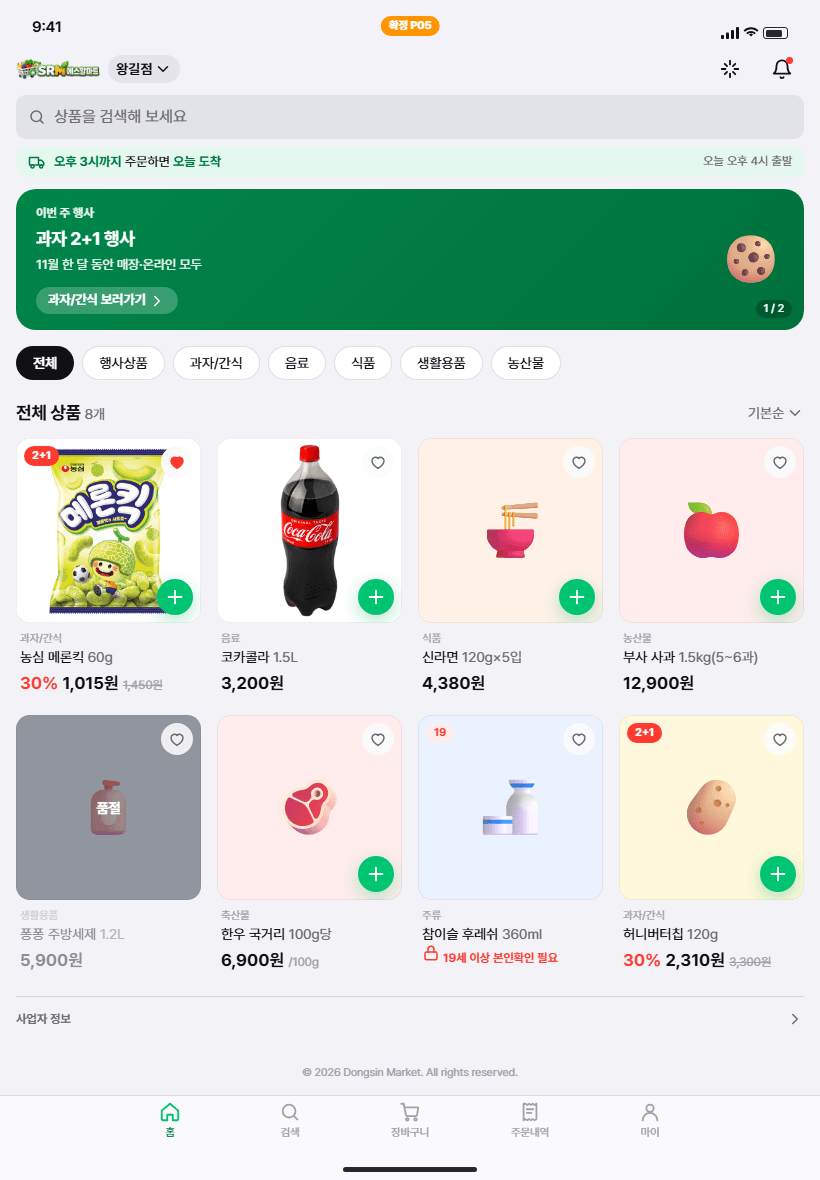 9:41
확정 P05
SRM에스알마트
왕길점
상품을 검색해 보세요
오후 3시까지 주문하면 오늘 도착
오늘 오후 4시 출발
이번 주 행사
과자 2+1 행사
11월 한 달 동안 매장·온라인 모두
과자/간식 보러가기
1 / 2
전체
행사상품
과자/간식
음료
식품
생활용품
농산물
전체 상품 8개
기본순
2+1
농심
메론킥
Coca-Cola
과자/간식
농심 메론킥 60g
30% 1,015원 1,450원
음료
코카콜라 1.5L
3,200원
식품
신라면 120g×5입
4,380원
농산물
부사 사과 1.5kg(5~6과)
12,900원
품절
19
2+1
생활용품
퐁퐁 주방세제 1.2L
5,900원
축산물
한우 국거리 100g당
6,900원 /100g
주류
참이슬 후레쉬 360ml
19세 이상 본인확인 필요
과자/간식
허니버터칩 120g
30% 2,310원 3,300원
사업자 정보
© 2026 Dongsin Market. All rights reserved.
홈
검색
장바구니
주문내역
마이